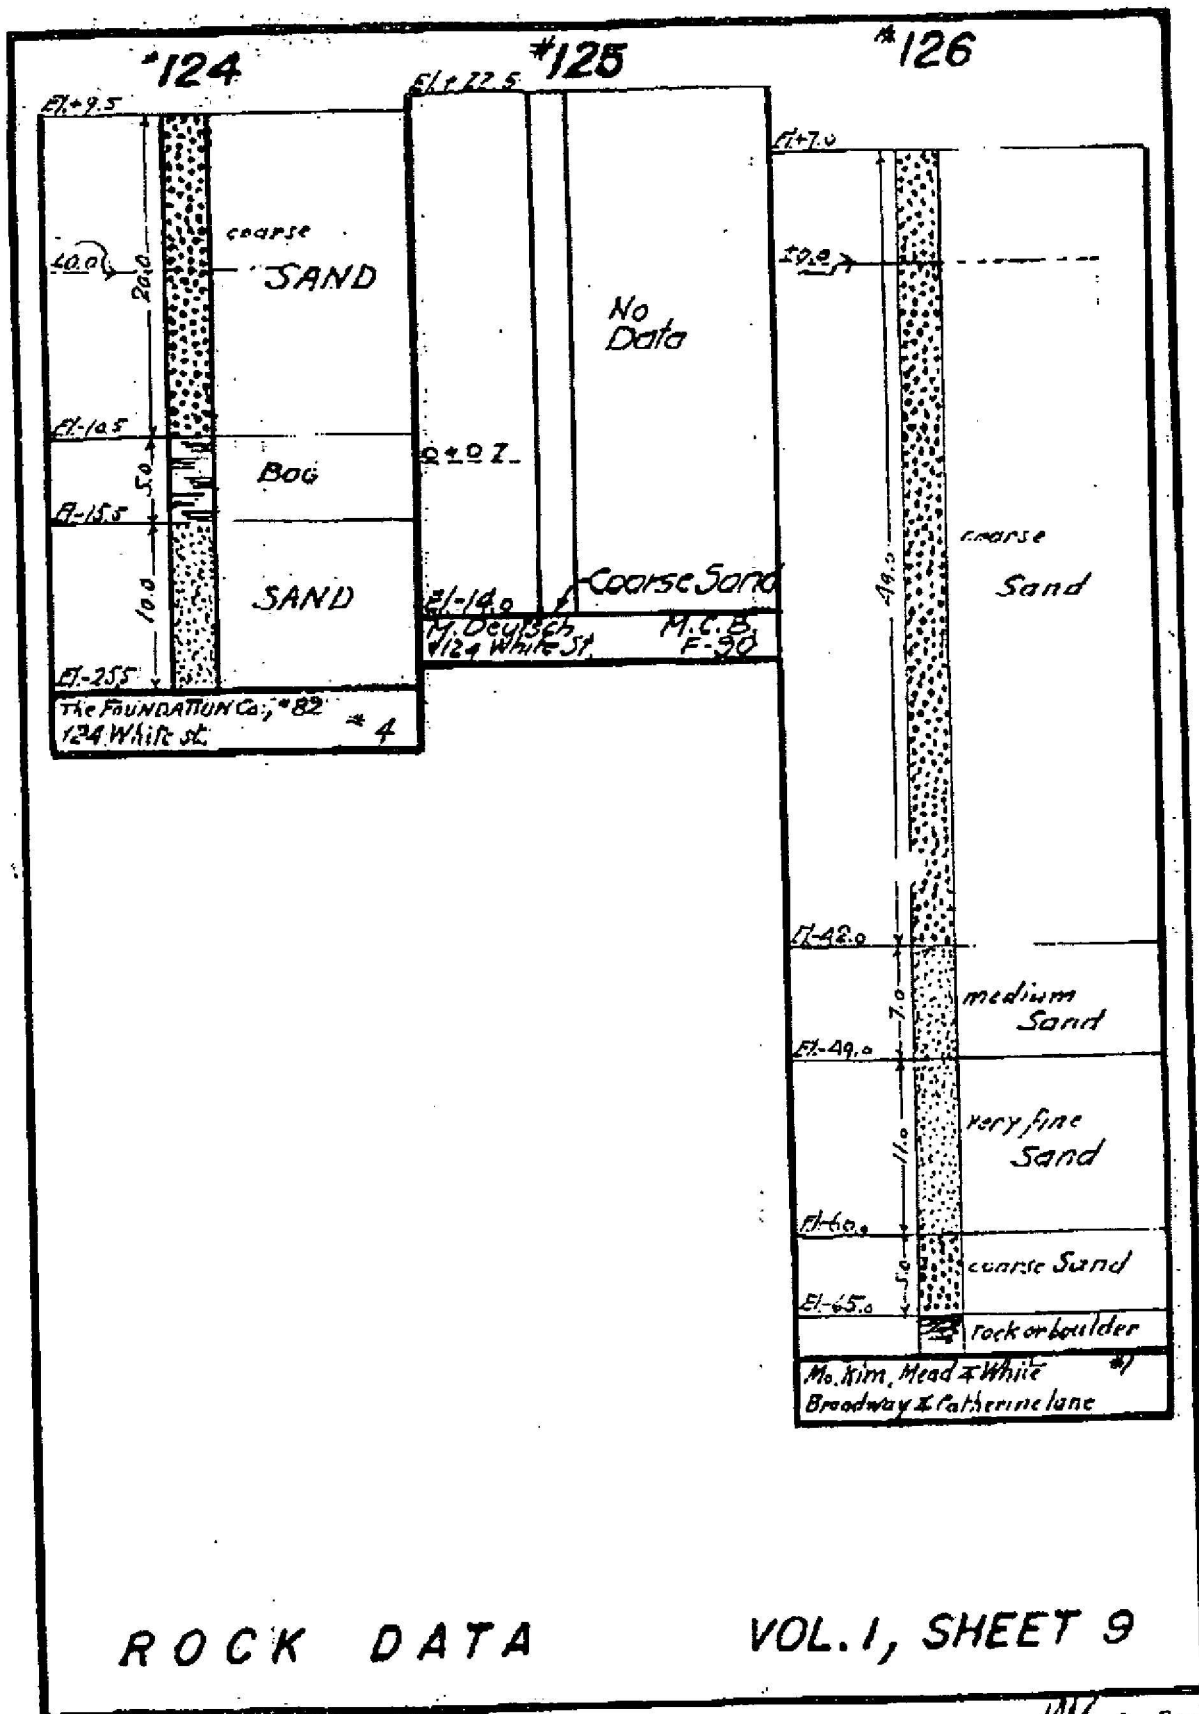 #124
El.+9.5
20.0
coarse
SAND
±0.0
El-10.5
5.0
BOG
El-15.5
10.0
SAND
El-25.5
The FOUNDATION Co., #82
124 White st.
#4
#125
El. + 22.5
No
Data
Coarse Sand
El-14.0
M. Deutsch
#124 White St.
M.C.B.
F-90
#126
El+7.0
±0.0
49.0
coarse
Sand
El-42.0
7.0
medium
Sand
El-49.0
11.0
very fine
Sand
El-60.0
5.0
coarse Sand
El-65.0
rock or boulder
Mc.Kim, Mead & White
Broadway & Catherine lane
ROCK DATA
VOL. 1, SHEET 9